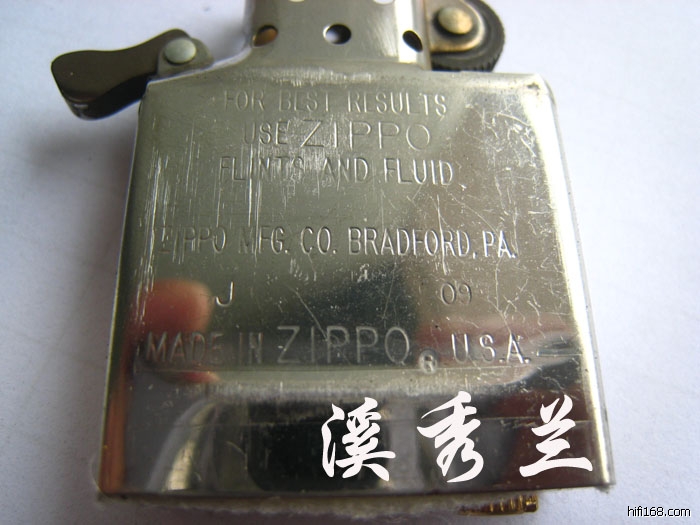 FOR BEST RESULTS
USE ZIPPO
FLINTS AND FLUID
ZIPPO MFG. CO. BRADFORD, PA.
J 09
MADE IN ZIPPO® U.S.A.
溪秀兰
hifi168.com